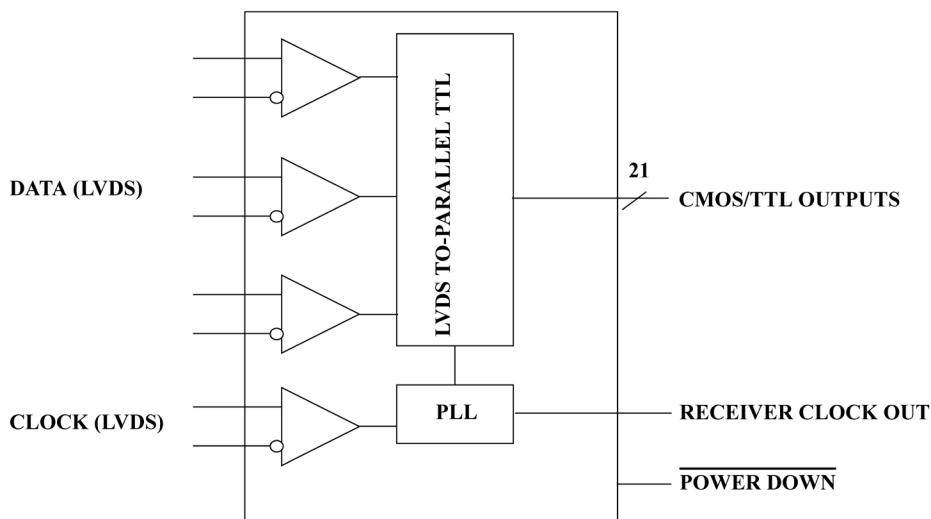 LVDS TO-PARALLEL TTL
DATA (LVDS)
21
CMOS/TTL OUTPUTS
CLOCK (LVDS)
PLL
RECEIVER CLOCK OUT
POWER DOWN